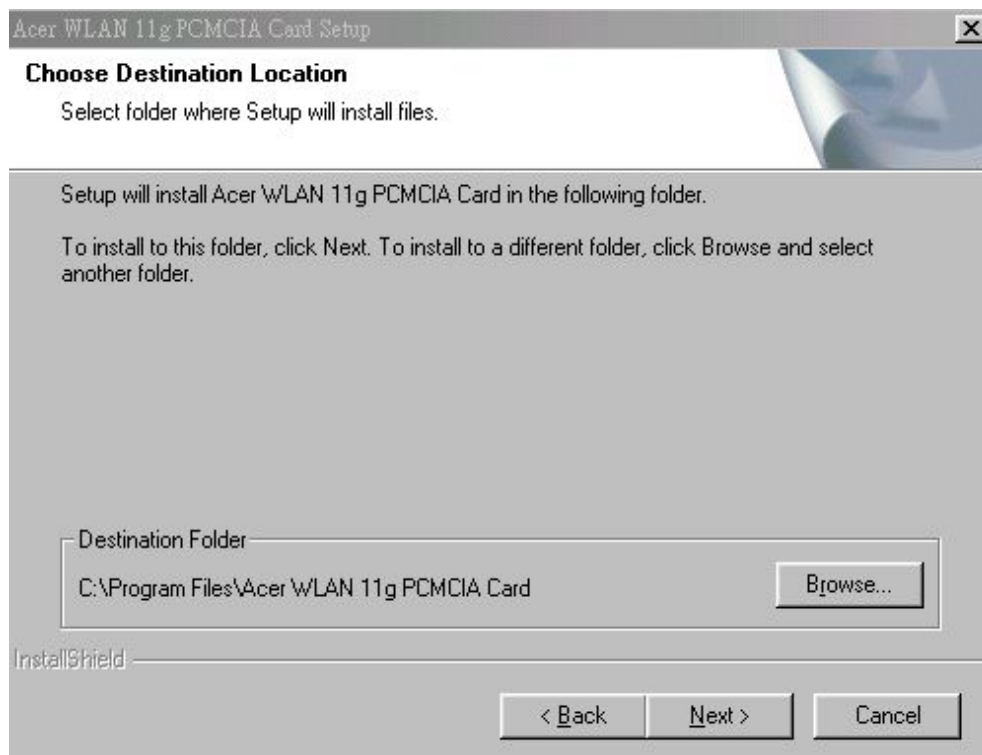 Acer WLAN 11g PCMCIA Card Setup
Choose Destination Location
Select folder where Setup will install files.
Setup will install Acer WLAN 11g PCMCIA Card in the following folder.
To install to this folder, click Next. To install to a different folder, click Browse and select
another folder.
Destination Folder
C:\Program Files\Acer WLAN 11g PCMCIA Card
Browse...
InstallShield
< Back
Next >
Cancel